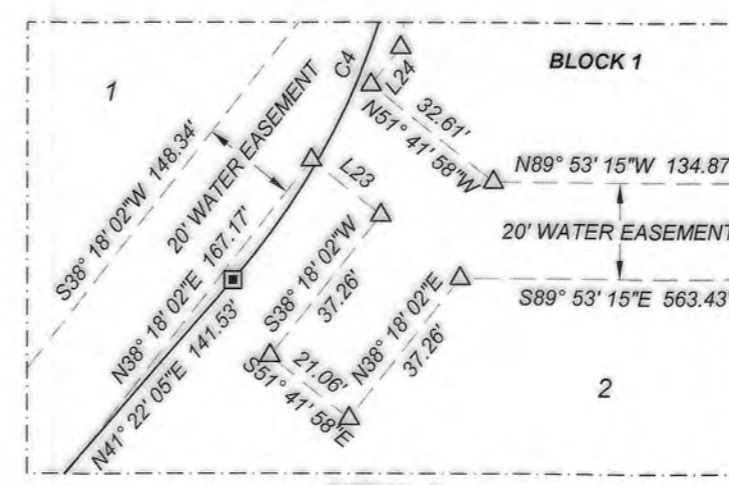 1
C4
L24
BLOCK 1
32.61'
N51° 41' 58"W
S38° 18' 02"W 148.34'
20' WATER EASEMENT
N89° 53' 15"W 134.87
L23
20' WATER EASEMENT
S38° 18' 02"W
37.26'
N38° 18' 02"E 167.17'
N41° 22' 05"E 141.53'
N38° 18' 02"E
37.26'
S89° 53' 15"E 563.43'
21.06'
S51° 41' 58"E
2